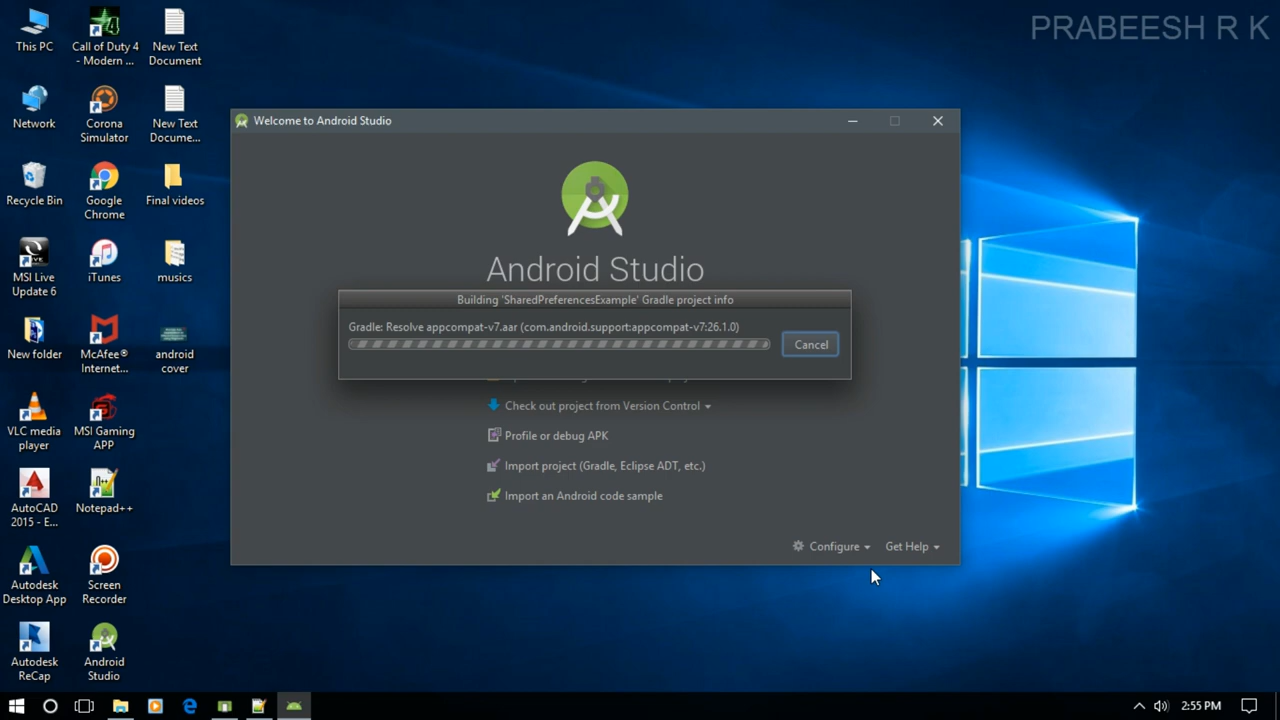 PRABEESH R K
This PC
Call of Duty 4
- Modern ...
New Text
Document
Network
Corona
Simulator
New Text
Docume...
Recycle Bin
Google
Chrome
Final videos
MSI Live
Update 6
iTunes
musics
New folder
McAfee®
Internet...
android
cover
VLC media
player
MSI Gaming
APP
AutoCAD
2015 - E...
Notepad++
Autodesk
Desktop App
Screen
Recorder
Autodesk
ReCap
Android
Studio
Welcome to Android Studio
Android Studio
Building 'SharedPreferencesExample' Gradle project info
Gradle: Resolve appcompat-v7.aar (com.android.support:appcompat-v7:26.1.0)
Cancel
Check out project from Version Control
Profile or debug APK
Import project (Gradle, Eclipse ADT, etc.)
Import an Android code sample
Configure
Get Help
2:55 PM